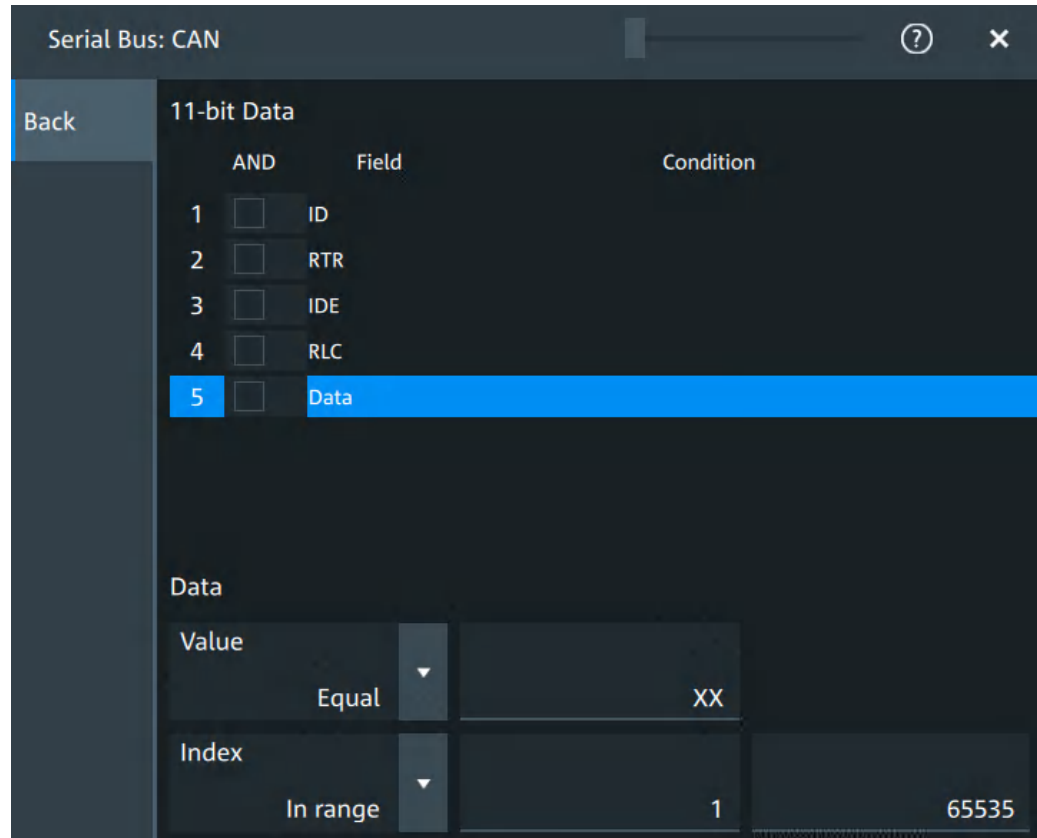 Serial Bus: CAN ?
Back
11-bit Data
AND Field Condition
1 ID
2 RTR
3 IDE
4 RLC
5 Data
Data
Value
Equal XX
Index
In range 1 65535